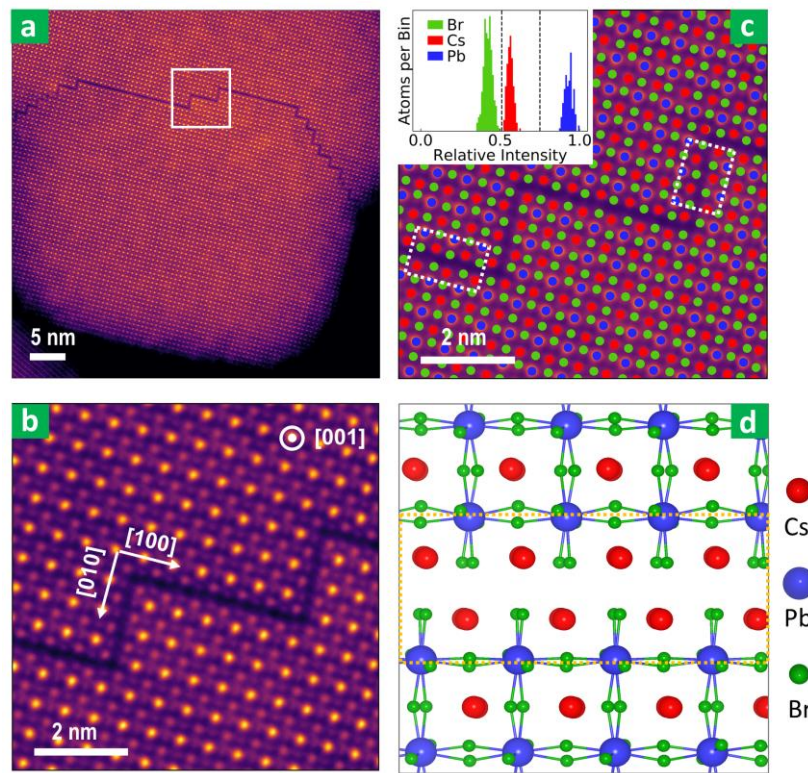 a
5 nm
c
Br
Cs
Pb
Atoms per Bin
0.0
0.5
1.0
Relative Intensity
2 nm
b
[001]
[100]
[010]
2 nm
d
Cs
Pb
Br